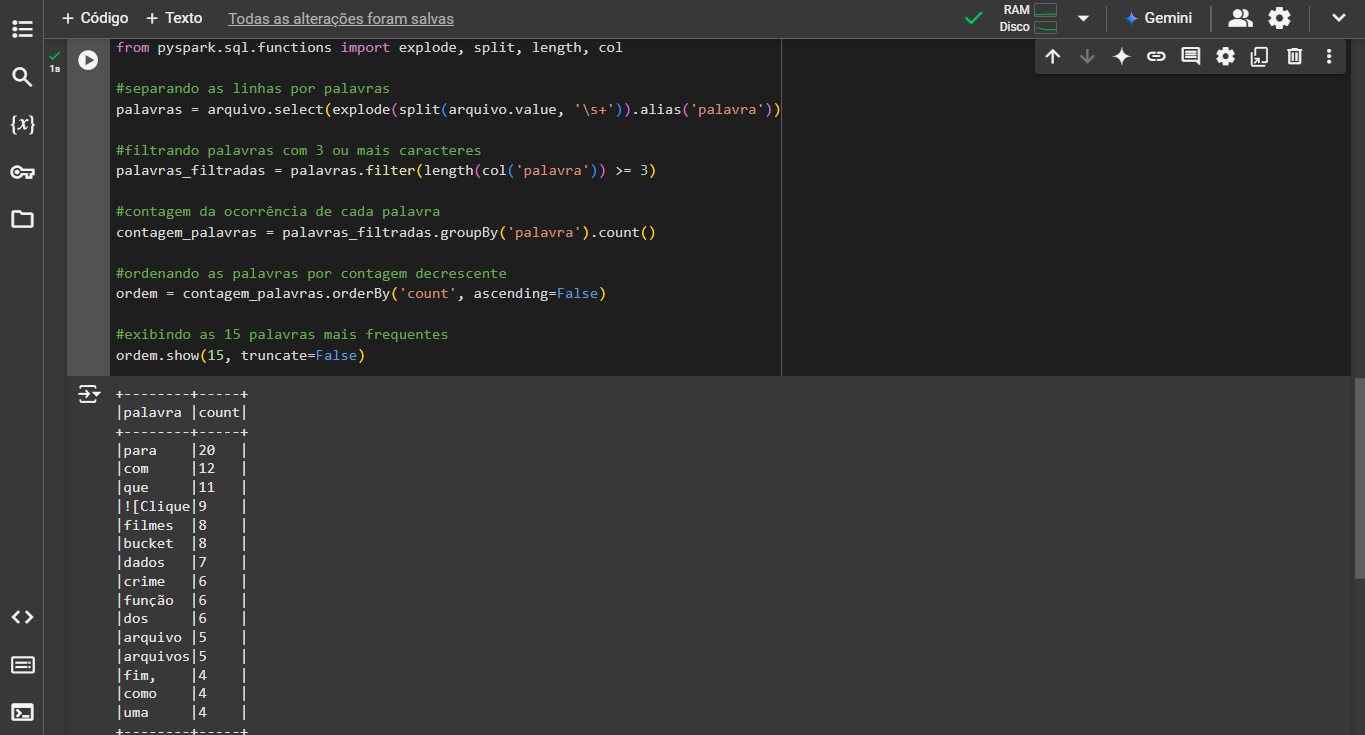 + Código + Texto Todas as alterações foram salvas
RAM
Disco
Gemini
{x}
1s
from pyspark.sql.functions import explode, split, length, col
#separando as linhas por palavras
palavras = arquivo.select(explode(split(arquivo.value, '\s+')).alias('palavra'))
#filtrando palavras com 3 ou mais caracteres
palavras_filtradas = palavras.filter(length(col('palavra')) >= 3)
#contagem da ocorrência de cada palavra
contagem_palavras = palavras_filtradas.groupBy('palavra').count()
#ordenando as palavras por contagem decrescente
ordem = contagem_palavras.orderBy('count', ascending=False)
#exibindo as 15 palavras mais frequentes
ordem.show(15, truncate=False)
+--------+-----+
|palavra |count|
+--------+-----+
|para    |20   |
|com     |12   |
|que     |11   |
|![Clique|9    |
|filmes  |8    |
|bucket  |8    |
|dados   |7    |
|crime   |6    |
|função  |6    |
|dos     |6    |
|arquivo |5    |
|arquivos|5    |
|fim,    |4    |
|como    |4    |
|uma     |4    |
+--------+-----+